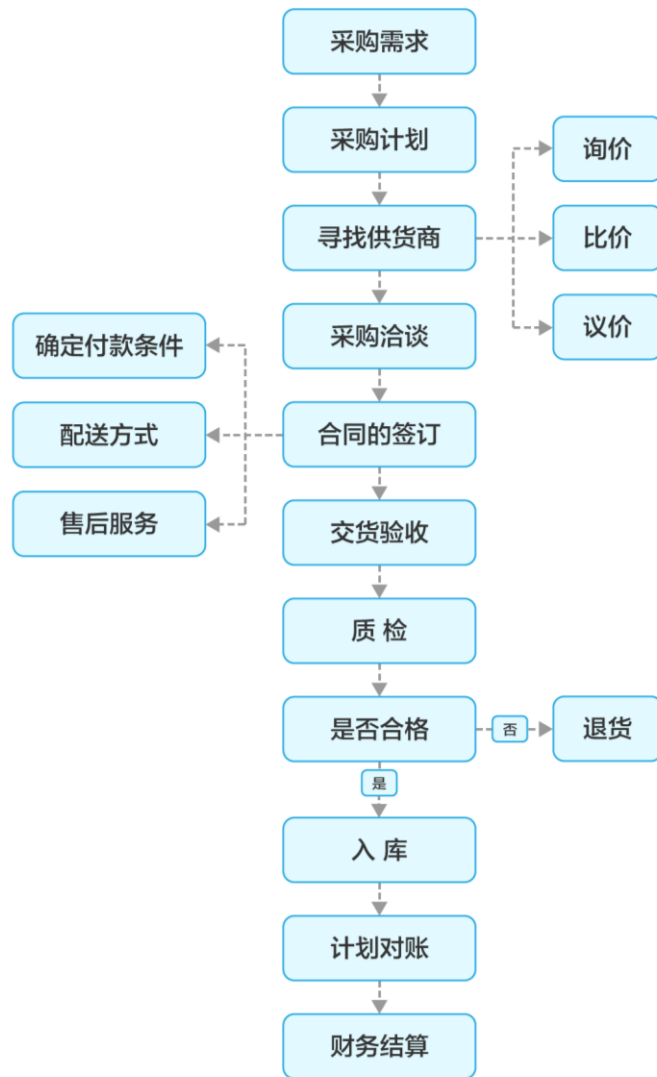 采购需求
采购计划
询价
寻找供货商
比价
采购洽谈
议价
确定付款条件
合同的签订
配送方式
售后服务
交货验收
质 检
是否合格
否
退货
是
入 库
计划对账
财务结算